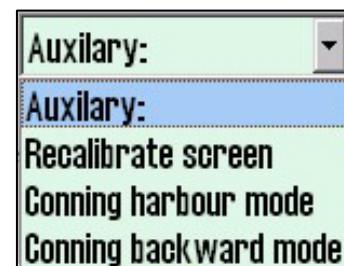 Auxilary:
Auxilary:
Recalibrate screen
Conning harbour mode
Conning backward mode